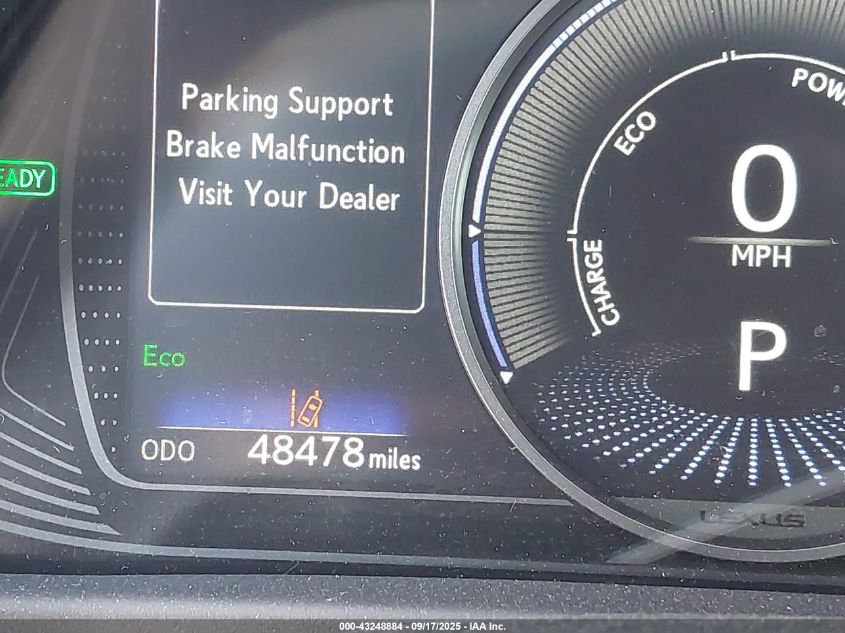 Parking Support
Brake Malfunction
Visit Your Dealer
EADY
Eco
ODO 48478 miles
POW
ECO
CHARGE
0
MPH
P
LEXUS
000-43248884 - 09/17/2025 - IAA Inc.